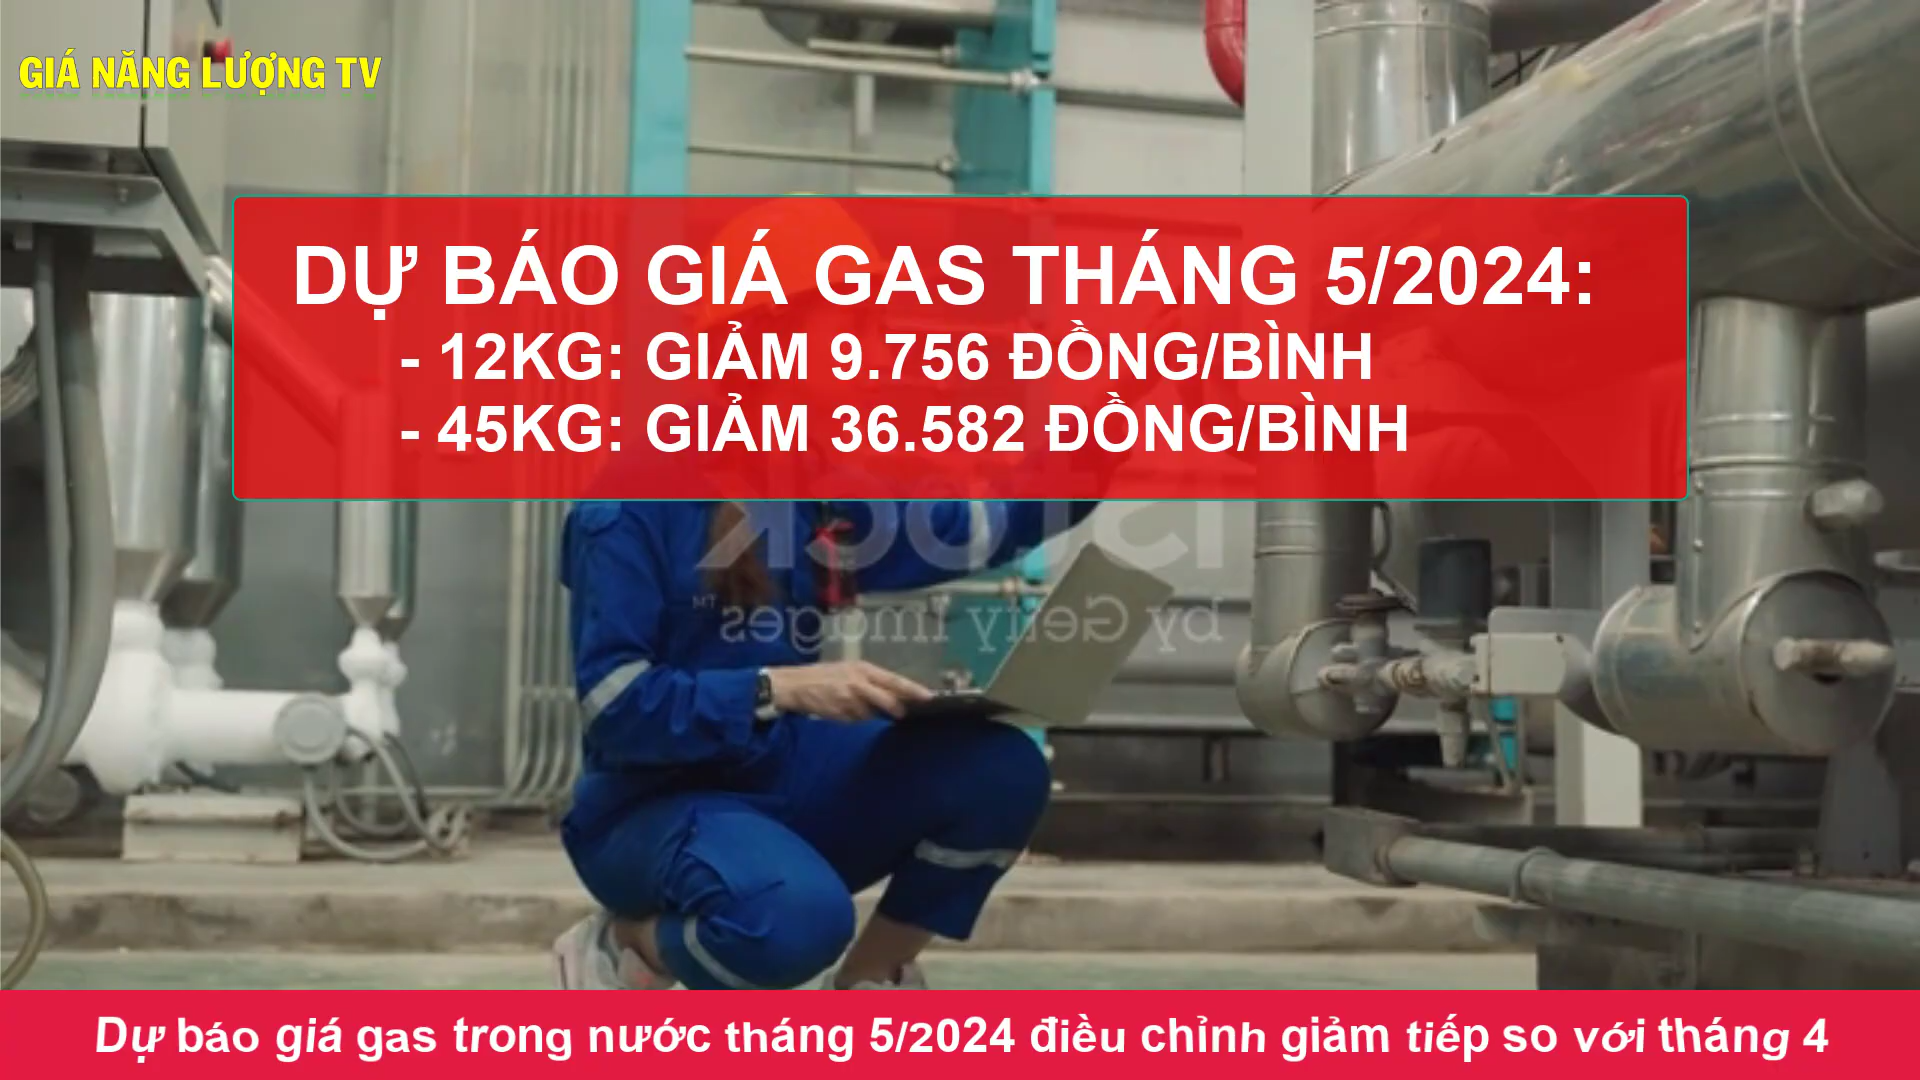 GIÁ NĂNG LƯỢNG TV
DỰ BÁO GIÁ GAS THÁNG 5/2024:
- 12KG: GIẢM 9.756 ĐỒNG/BÌNH
- 45KG: GIẢM 36.582 ĐỒNG/BÌNH
iStock
by Getty Images™
Dự báo giá gas trong nước tháng 5/2024 điều chỉnh giảm tiếp so với tháng 4